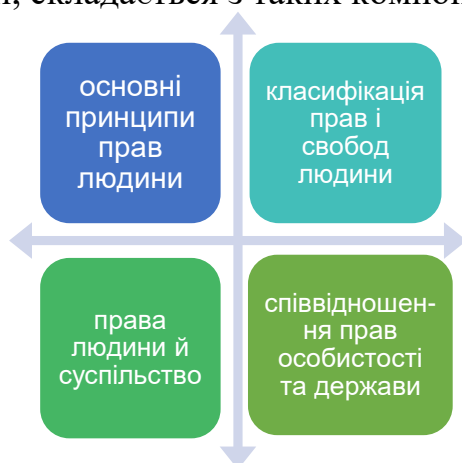 складається з таких
основні
принципи
прав
людини
класифікація
прав і
свобод
людини
права
людини й
суспільство
співвідношен-
ня прав
особистості
та держави